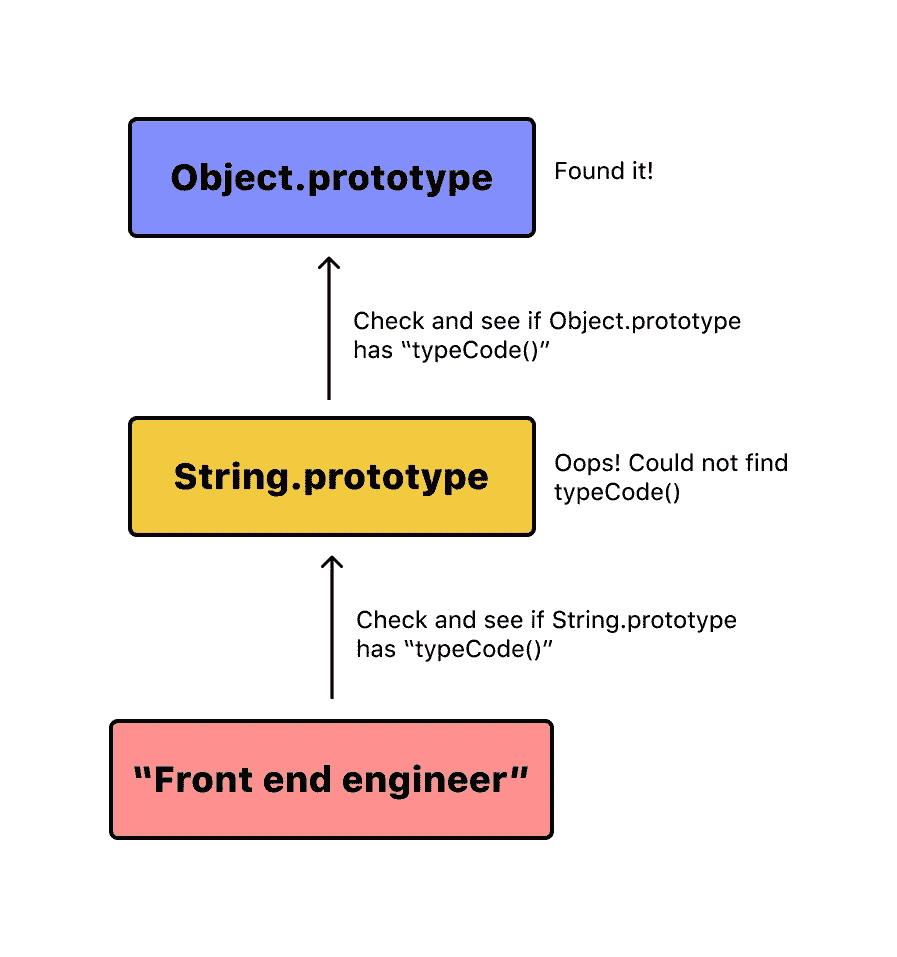 Object.prototype
Found it!
Check and see if Object.prototype
has “typeCode()”
String.prototype
Oops! Could not find
typeCode()
Check and see if String.prototype
has “typeCode()”
“Front end engineer”